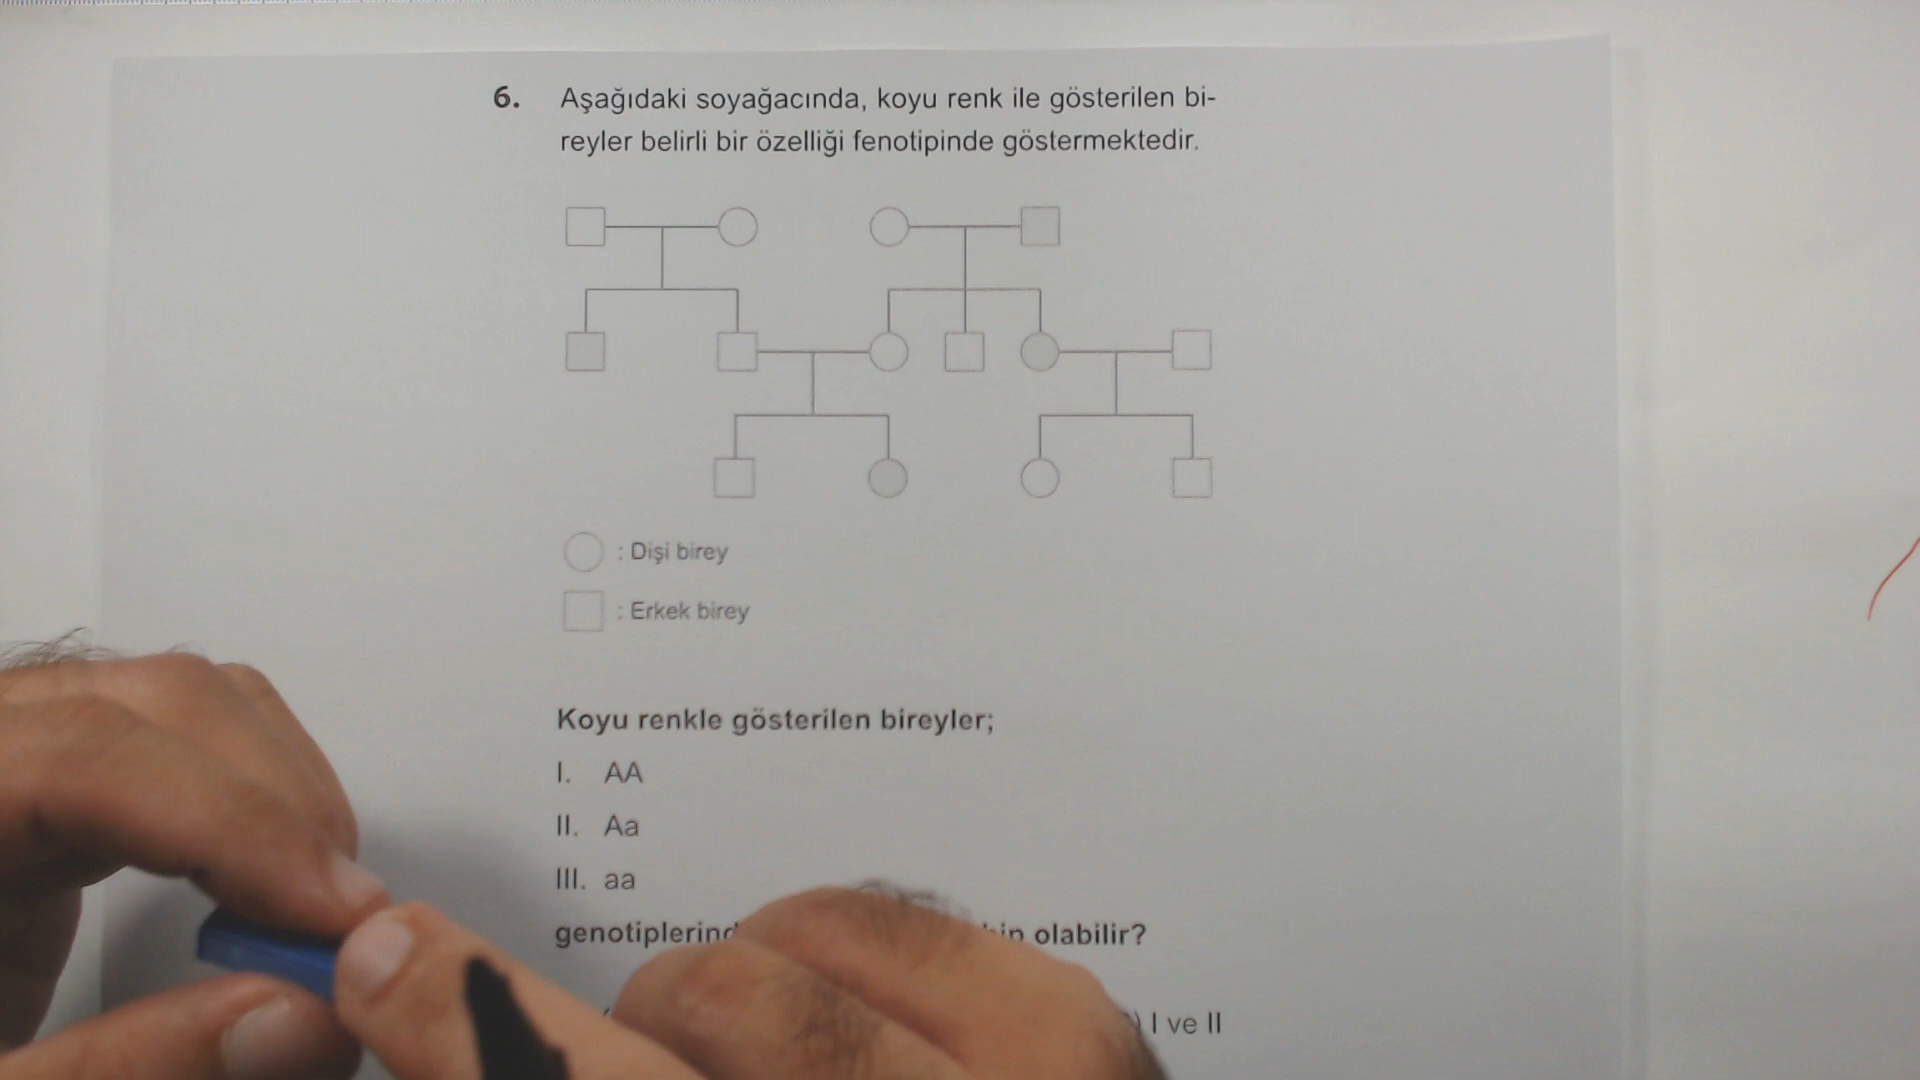 6. Aşağıdaki soyağacında, koyu renk ile gösterilen bi-
reyler belirli bir özelliği fenotipinde göstermektedir.
: Dişi birey
: Erkek birey
Koyu renkle gösterilen bireyler;
I. AA
II. Aa
III. aa
olabilir?
I ve II